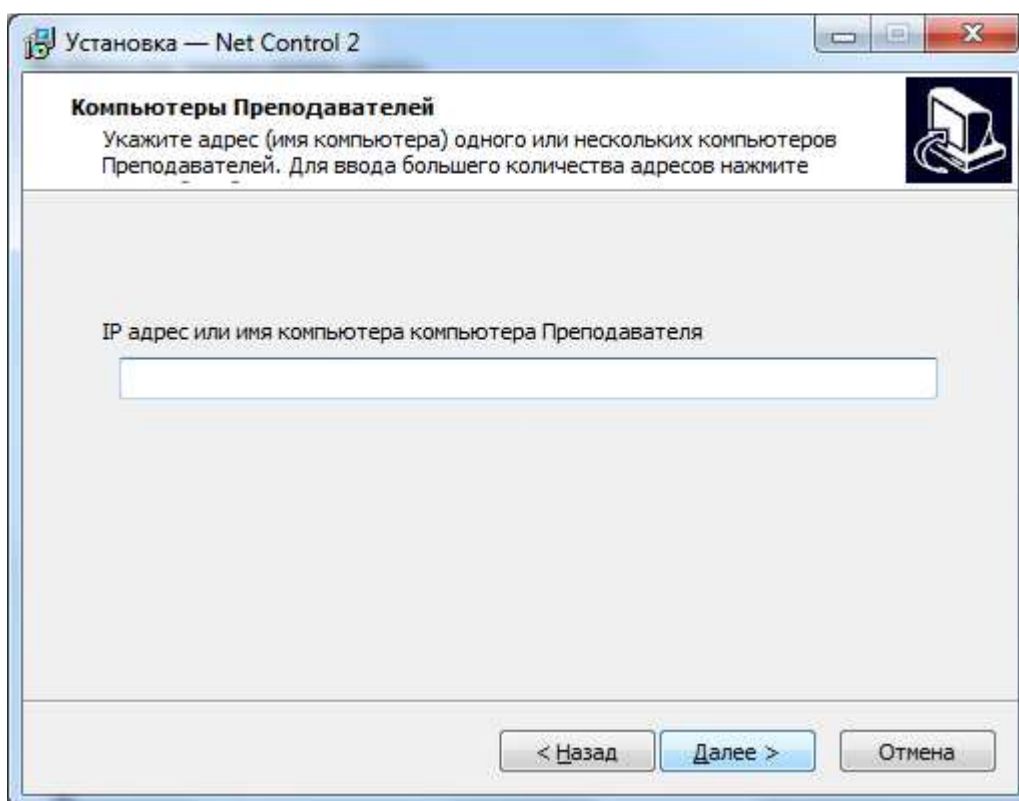 Установка — Net Control 2
Компьютеры Преподавателей
Укажите адрес (имя компьютера) одного или нескольких компьютеров
Преподавателей. Для ввода большего количества адресов нажмите
IP адрес или имя компьютера компьютера Преподавателя
< Назад
Далее >
Отмена